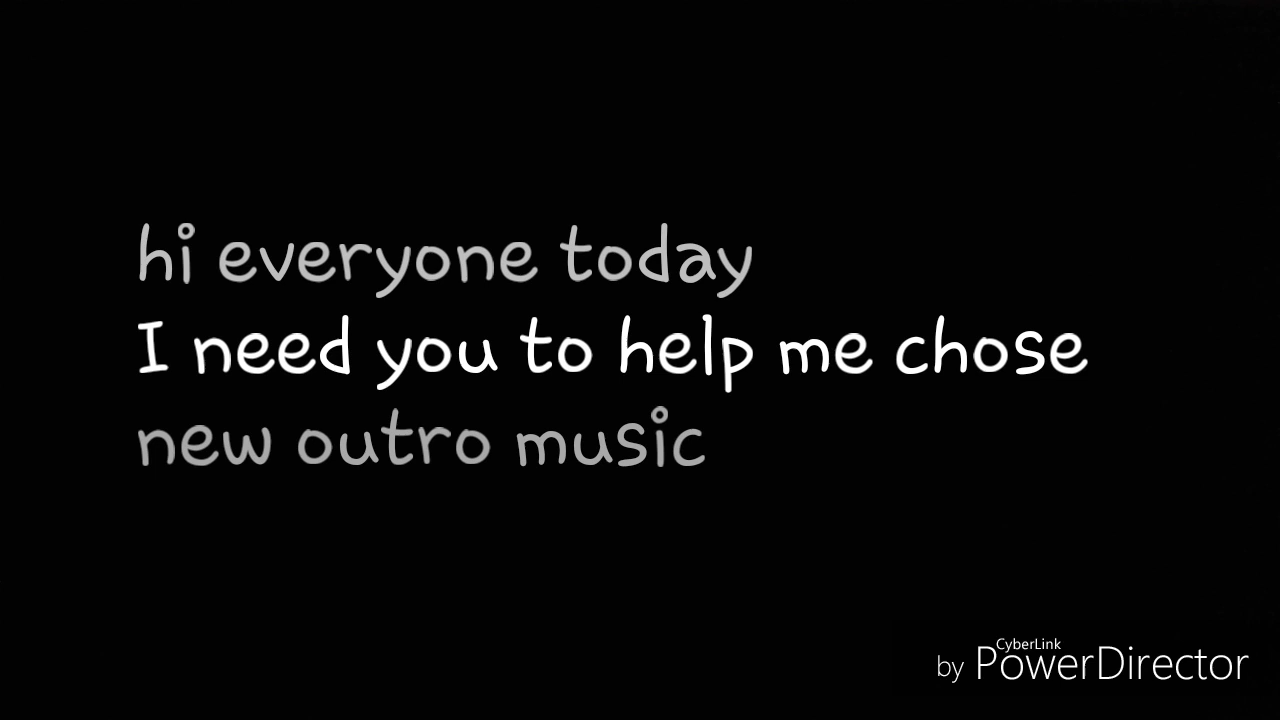 hi everyone today
I need you to help me chose
new outro music
CyberLink
by PowerDirector